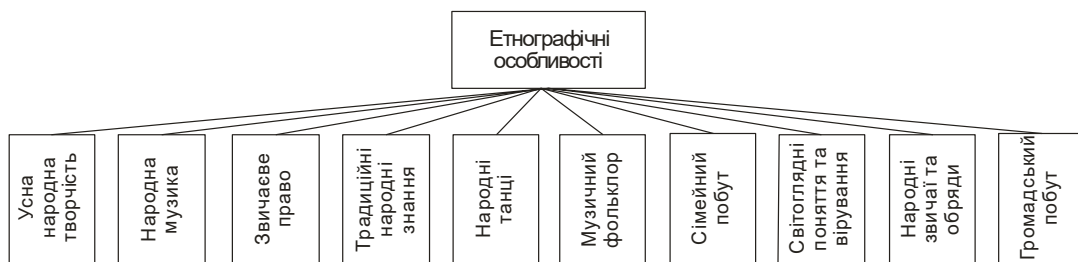 Етнографічні
особливості
Усна
народна
творчість
Народна
музика
Звичаєве
право
Традиційні
народні
знання
Народні
танці
Музичний
фольклор
Сімейний
побут
Світоглядні
поняття та
вірування
Народні
звичаї та
обряди
Громадський
побут